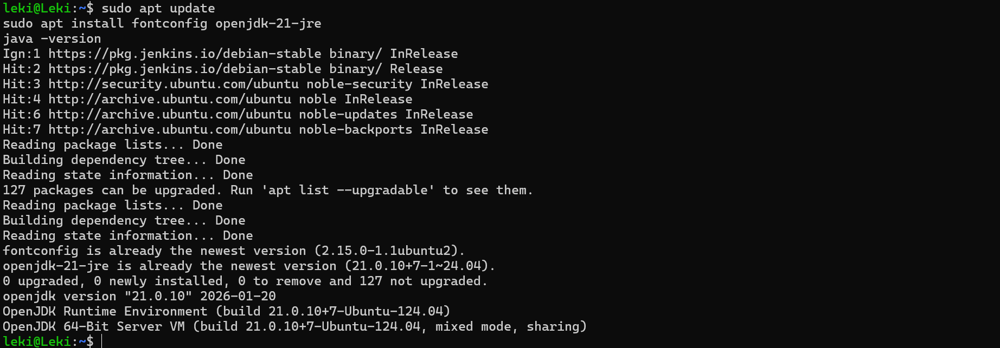 leki@Leki:~$ sudo apt update
sudo apt install fontconfig openjdk-21-jre
java -version
Ign:1 https://pkg.jenkins.io/debian-stable binary/ InRelease
Hit:2 https://pkg.jenkins.io/debian-stable binary/ Release
Hit:3 http://security.ubuntu.com/ubuntu noble-security InRelease
Hit:4 http://archive.ubuntu.com/ubuntu noble InRelease
Hit:6 http://archive.ubuntu.com/ubuntu noble-updates InRelease
Hit:7 http://archive.ubuntu.com/ubuntu noble-backports InRelease
Reading package lists... Done
Building dependency tree... Done
Reading state information... Done
127 packages can be upgraded. Run 'apt list --upgradable' to see them.
Reading package lists... Done
Building dependency tree... Done
Reading state information... Done
fontconfig is already the newest version (2.15.0-1.1ubuntu2).
openjdk-21-jre is already the newest version (21.0.10+7-1~24.04).
0 upgraded, 0 newly installed, 0 to remove and 127 not upgraded.
openjdk version "21.0.10" 2026-01-20
OpenJDK Runtime Environment (build 21.0.10+7-Ubuntu-124.04)
OpenJDK 64-Bit Server VM (build 21.0.10+7-Ubuntu-124.04, mixed mode, sharing)
leki@Leki:~$